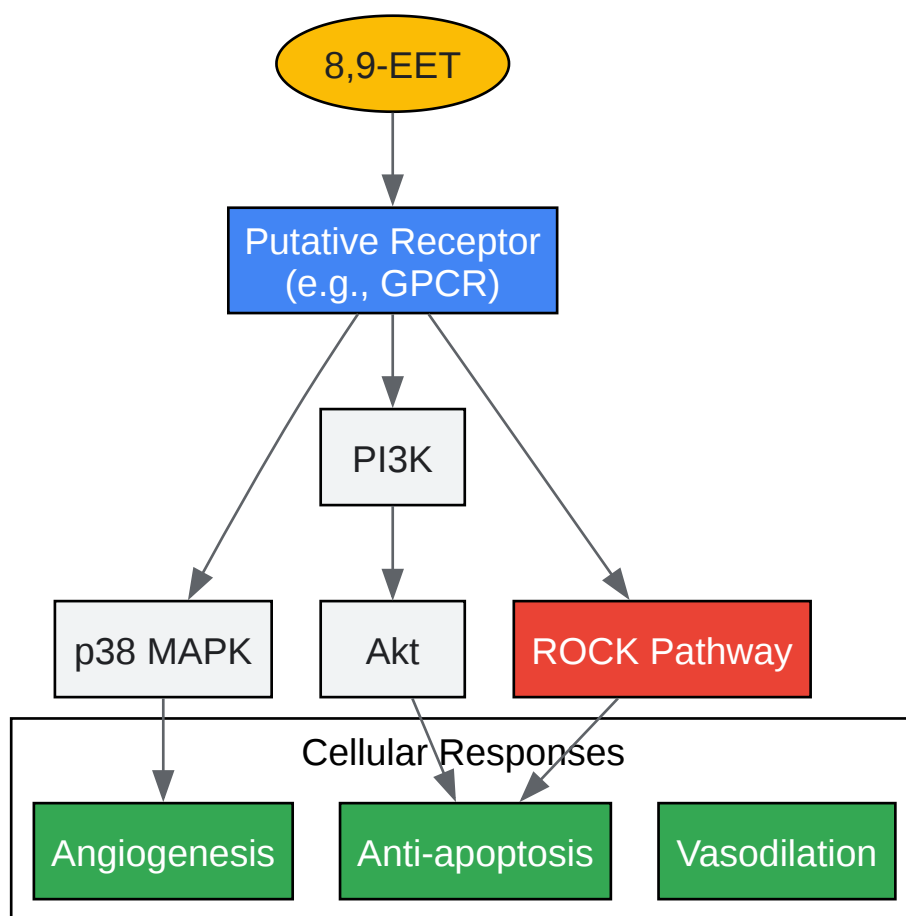 8,9-EET
Putative Receptor
(e.g., GPCR)
PI3K
p38 MAPK
Akt
ROCK Pathway
Cellular Responses
Angiogenesis
Anti-apoptosis
Vasodilation